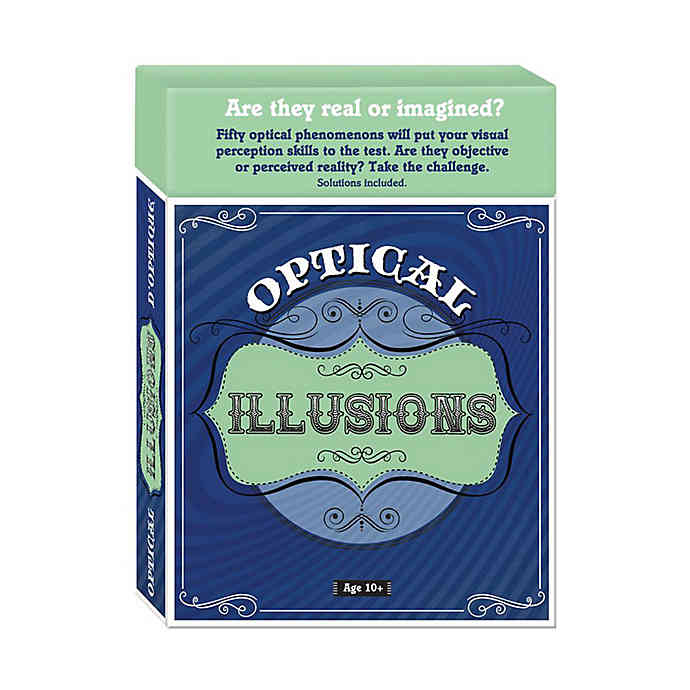 Are they real or imagined?
Fifty optical phenomenons will put your visual
perception skills to the test. Are they objective
or perceived reality? Take the challenge.
Solutions included.
OPTICAL
ILLUSIONS
Age 10+
OPTICAL ILLUSIONS D'OPTIQUE